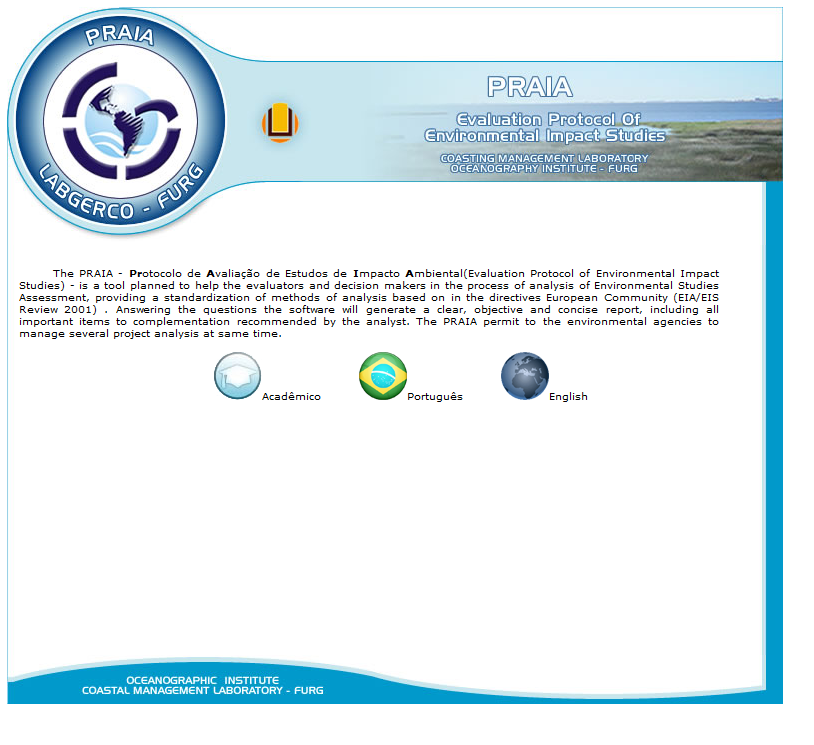 PRAIA
LABGERCO - FURG
PRAIA
Evaluation Protocol Of
Environmental Impact Studies
COASTING MANAGEMENT LABORATORY
OCEANOGRAPHY INSTITUTE - FURG
The PRAIA - Protocolo de Avaliação de Estudos de Impacto Ambiental(Evaluation Protocol of Environmental Impact
Studies) - is a tool planned to help the evaluators and decision makers in the process of analysis of Environmental Studies
Assessment, providing a standardization of methods of analysis based on in the directives European Community (EIA/EIS
Review 2001) . Answering the questions the software will generate a clear, objective and concise report, including all
important items to complementation recommended by the analyst. The PRAIA permit to the environmental agencies to
manage several project analysis at same time.
Acadêmico Português English
OCEANOGRAPHIC INSTITUTE
COASTAL MANAGEMENT LABORATORY - FURG